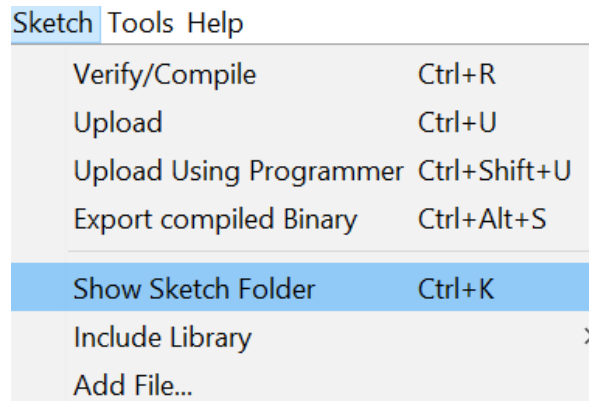 Sketch Tools Help
Verify/Compile Ctrl+R
Upload Ctrl+U
Upload Using Programmer Ctrl+Shift+U
Export compiled Binary Ctrl+Alt+S
Show Sketch Folder Ctrl+K
Include Library
Add File...